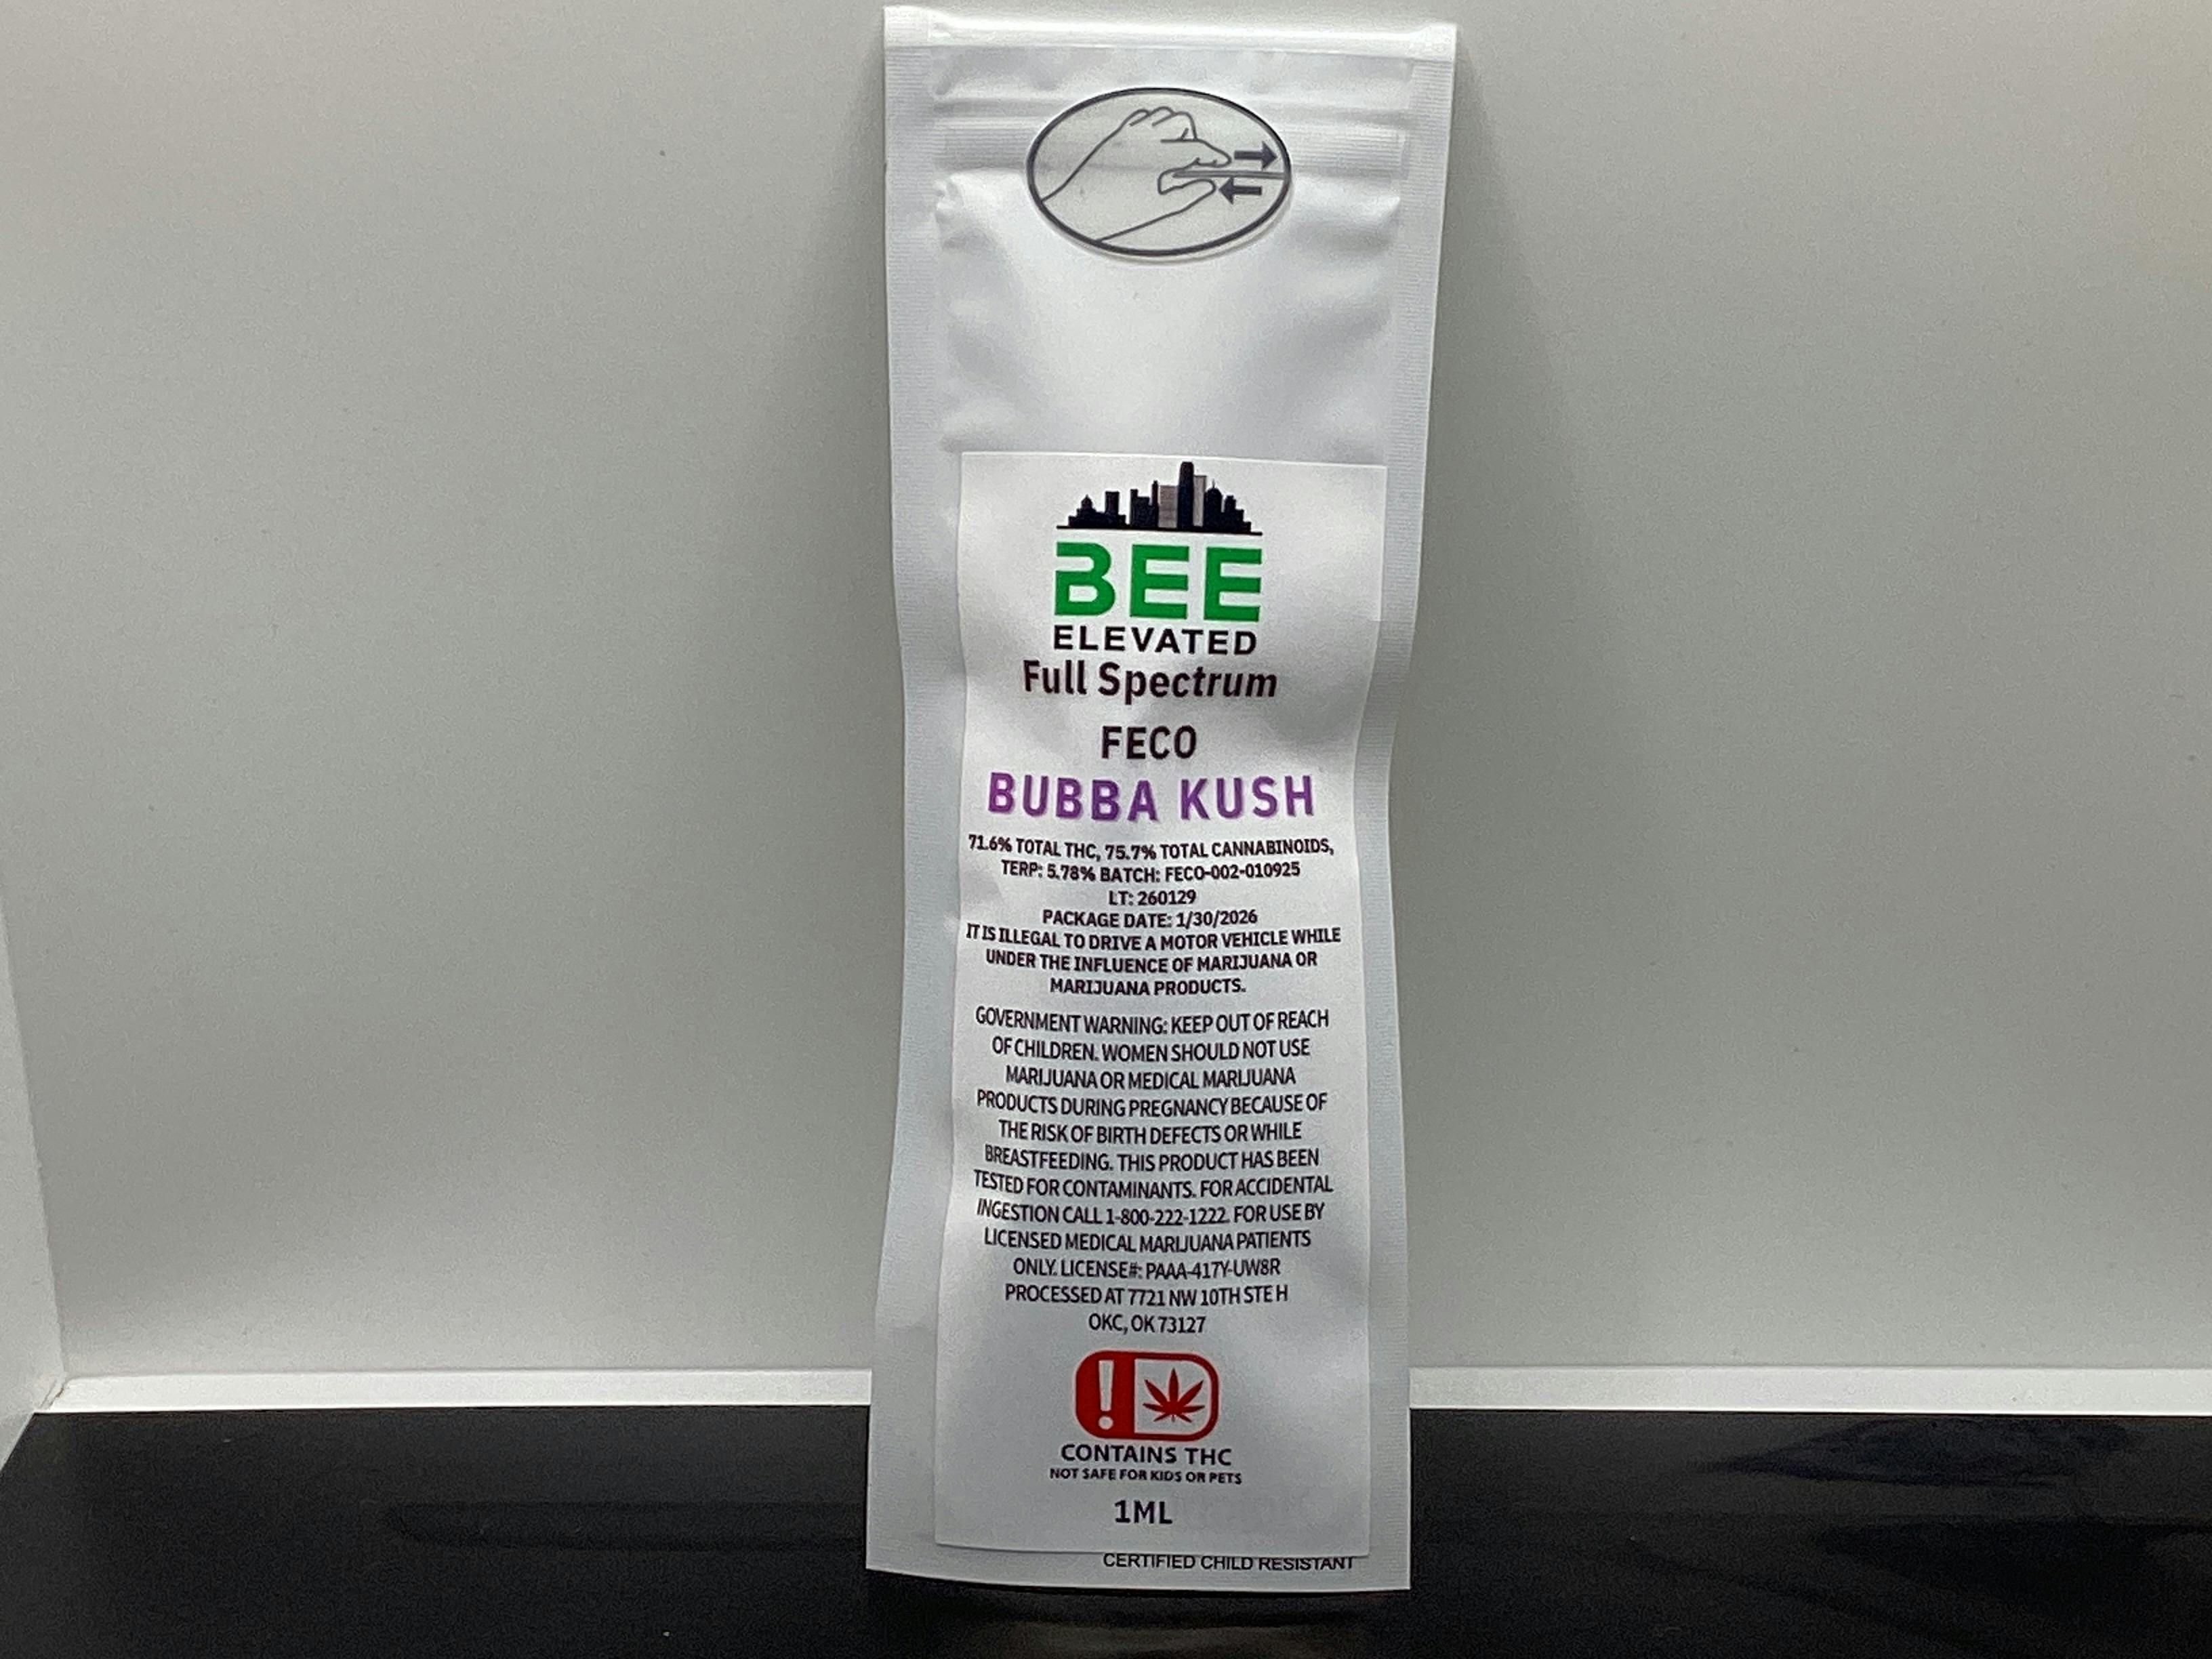 BEE
ELEVATED
Full Spectrum
FECO
BUBBA KUSH
71.6% TOTAL THC, 75.7% TOTAL CANNABINOIDS,
TERP: 5.78% BATCH: FECO-002-010925
LT: 260129
PACKAGE DATE: 1/30/2026
IT IS ILLEGAL TO DRIVE A MOTOR VEHICLE WHILE
UNDER THE INFLUENCE OF MARIJUANA OR
MARIJUANA PRODUCTS.
GOVERNMENT WARNING: KEEP OUT OF REACH
OF CHILDREN. WOMEN SHOULD NOT USE
MARIJUANA OR MEDICAL MARIJUANA
PRODUCTS DURING PREGNANCY BECAUSE OF
THE RISK OF BIRTH DEFECTS OR WHILE
BREASTFEEDING. THIS PRODUCT HAS BEEN
TESTED FOR CONTAMINANTS. FOR ACCIDENTAL
INGESTION CALL 1-800-222-1222. FOR USE BY
LICENSED MEDICAL MARIJUANA PATIENTS
ONLY. LICENSE#: PAAA-417Y-UW8R
PROCESSED AT 7721 NW 10TH STE H
OKC, OK 73127
!
CONTAINS THC
NOT SAFE FOR KIDS OR PETS
1ML
CERTIFIED CHILD RESISTANT